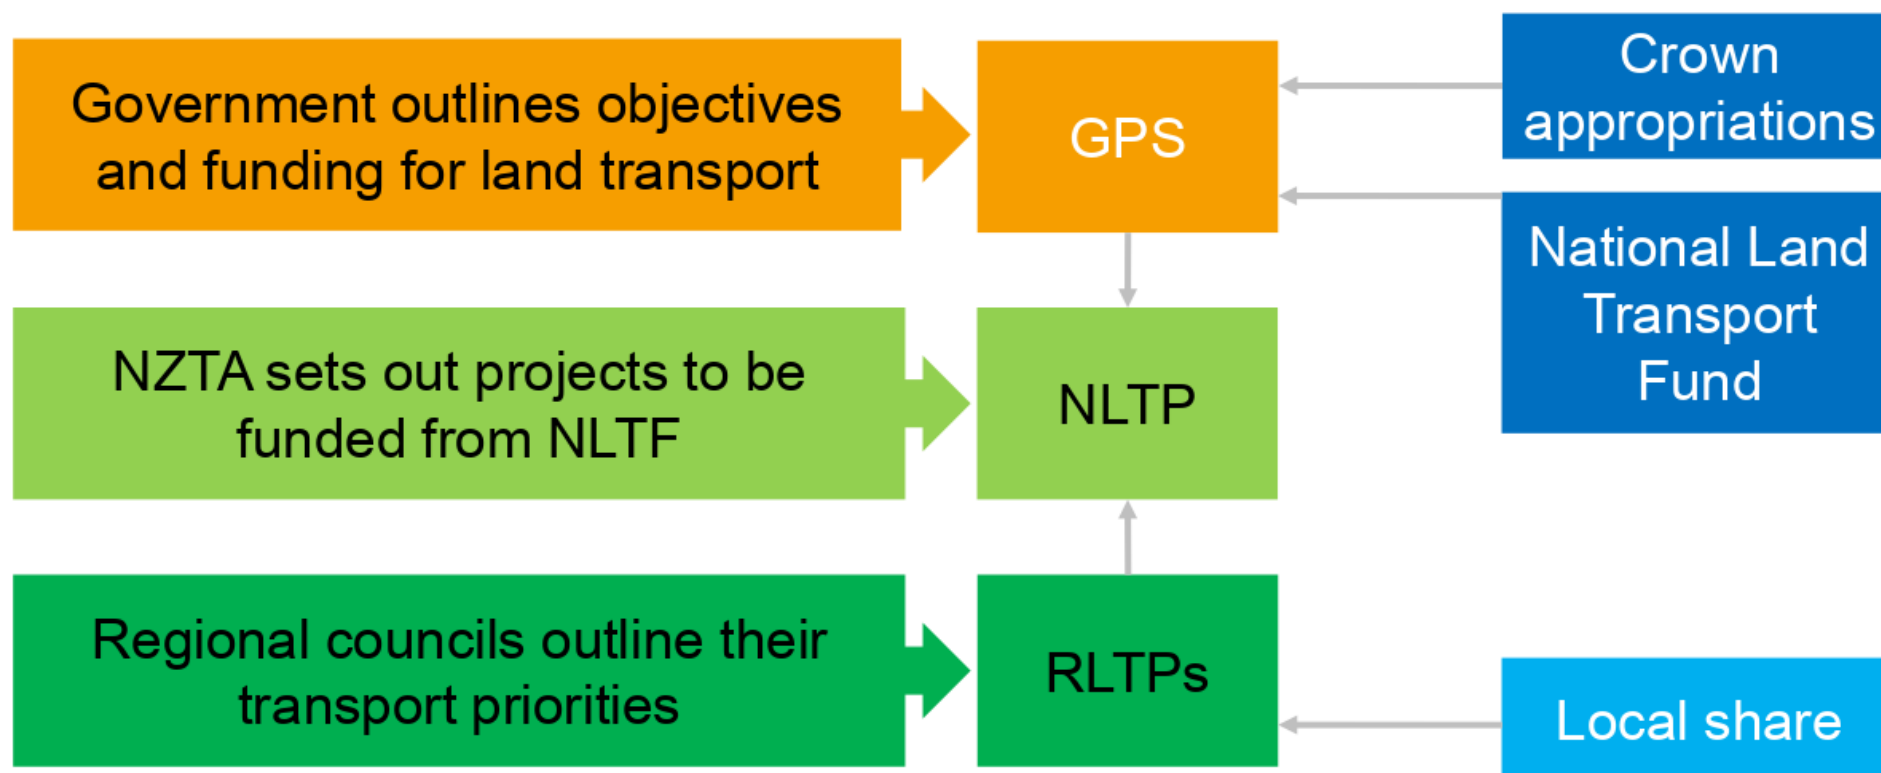 Government outlines objectives
and funding for land transport
GPS
Crown
appropriations
National Land
Transport
Fund
NZTA sets out projects to be
funded from NLTF
NLTP
Regional councils outline their
transport priorities
RLTPs
Local share